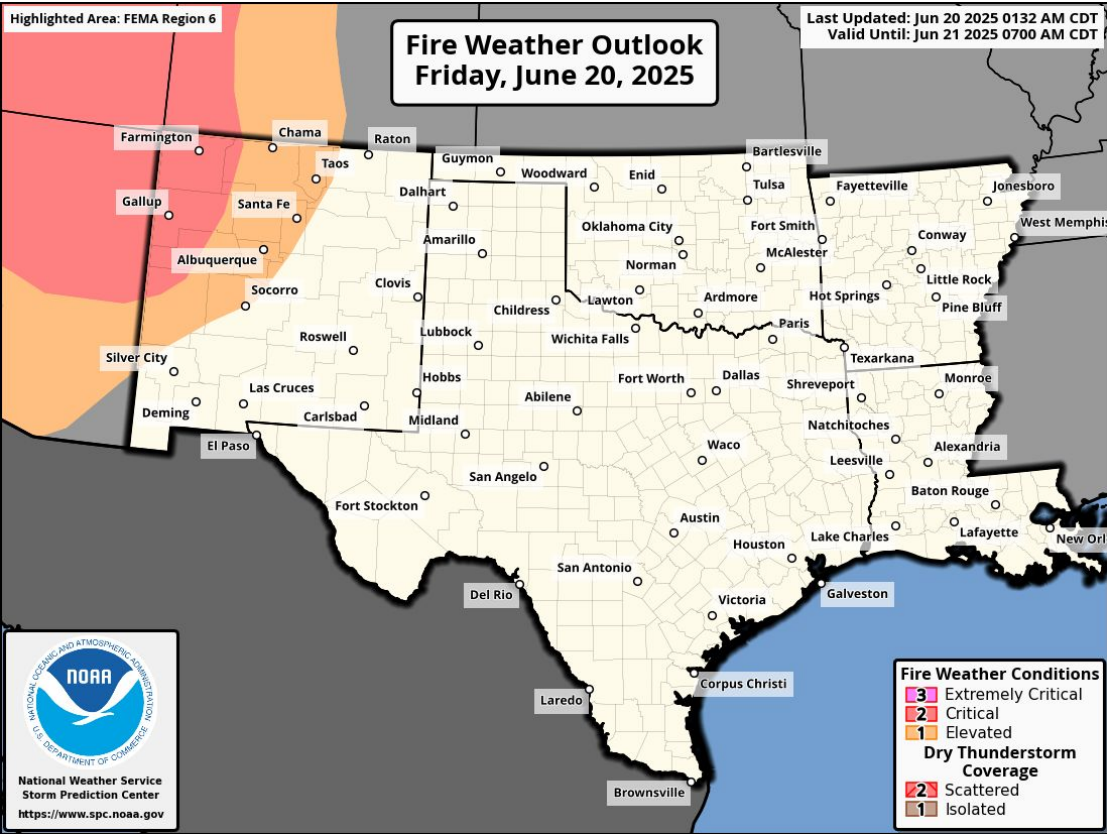 Highlighted Area: FEMA Region 6
Fire Weather Outlook
Friday, June 20, 2025
Last Updated: Jun 20 2025 0132 AM CDT
Valid Until: Jun 21 2025 0700 AM CDT
Farmington
Chama
Raton
Taos
Gallup
Santa Fe
Albuquerque
Socorro
Clovis
Roswell
Silver City
Las Cruces
Hobbs
Deming
Carlsbad
Guymon
Woodward
Enid
Bartlesville
Tulsa
Dalhart
Amarillo
Oklahoma City
Norman
Fort Smith
McAlester
Fayetteville
Jonesboro
West Memphis
Conway
Little Rock
Hot Springs
Pine Bluff
Childress
Lawton
Ardmore
Lubbock
Wichita Falls
Paris
Texarkana
Fort Worth
Dallas
Shreveport
Monroe
Abilene
Midland
Natchitoches
El Paso
Waco
Leesville
Alexandria
San Angelo
Fort Stockton
Baton Rouge
Austin
Houston
Lake Charles
Lafayette
New Orl
San Antonio
Del Rio
Victoria
Galveston
Laredo
Corpus Christi
Brownsville
NATIONAL OCEANIC AND ATMOSPHERIC ADMINISTRATION
NOAA
U.S. DEPARTMENT OF COMMERCE
National Weather Service
Storm Prediction Center
https://www.spc.noaa.gov
Fire Weather Conditions
3 Extremely Critical
2 Critical
1 Elevated
Dry Thunderstorm
Coverage
2 Scattered
1 Isolated